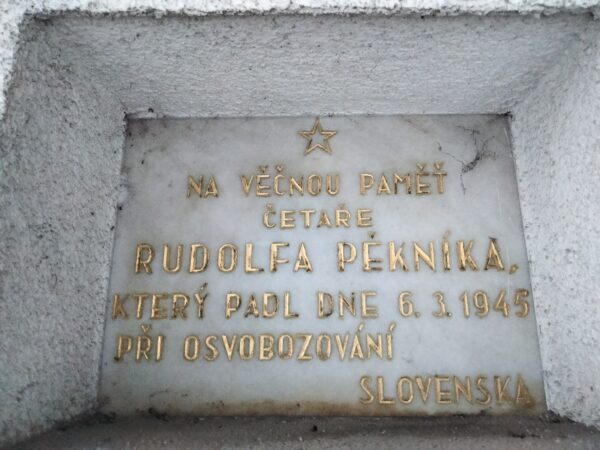 NA VĚČNOU PAMĚŤ
ČETAŘE
RUDOLFA PĚKNÍKA,
KTERÝ PADL DNE 6.3.1945
PŘI OSVOBOZOVÁNÍ
SLOVENSKA